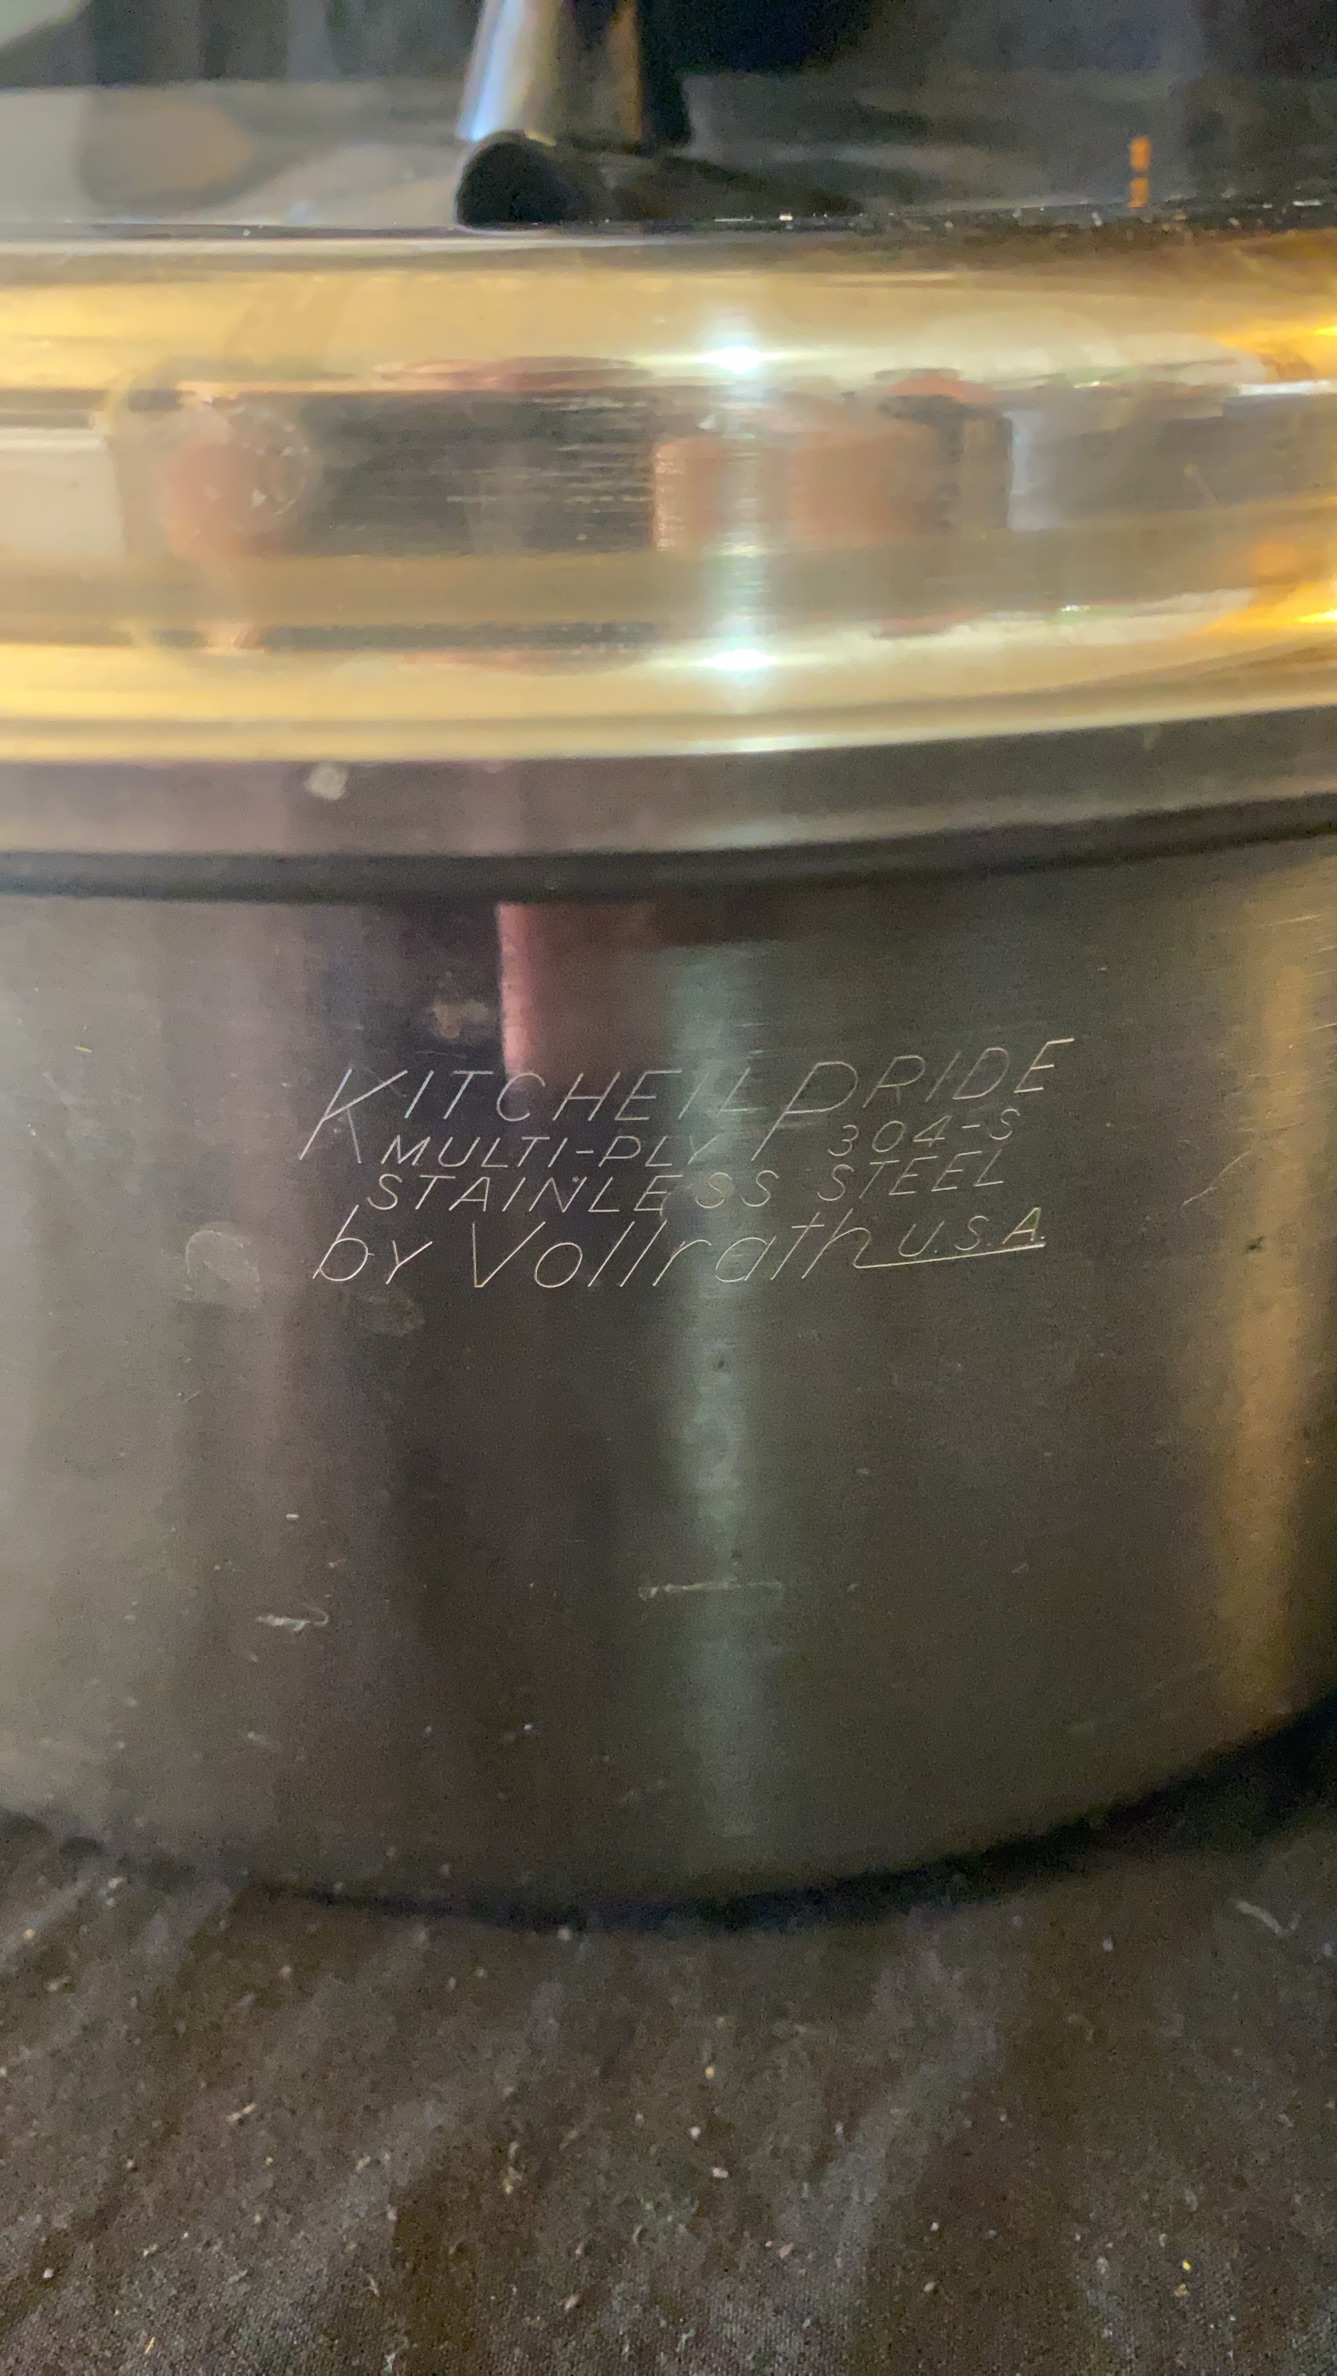 KITCHEN PRIDE
MULTI-PLY 304-S
STAINLESS STEEL
by Vollrath U.S.A.